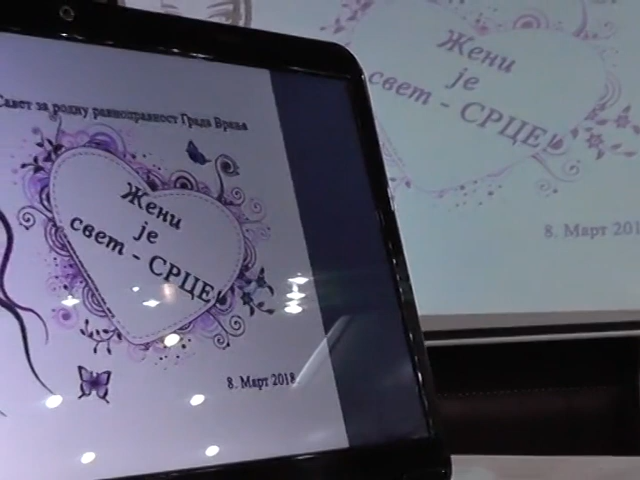 Савет за родну равноправност Града Врања
Жени
је
свет - СРЦЕ!
8. Март 2018
Жени
је
свет - СРЦЕ!
8. Март 201